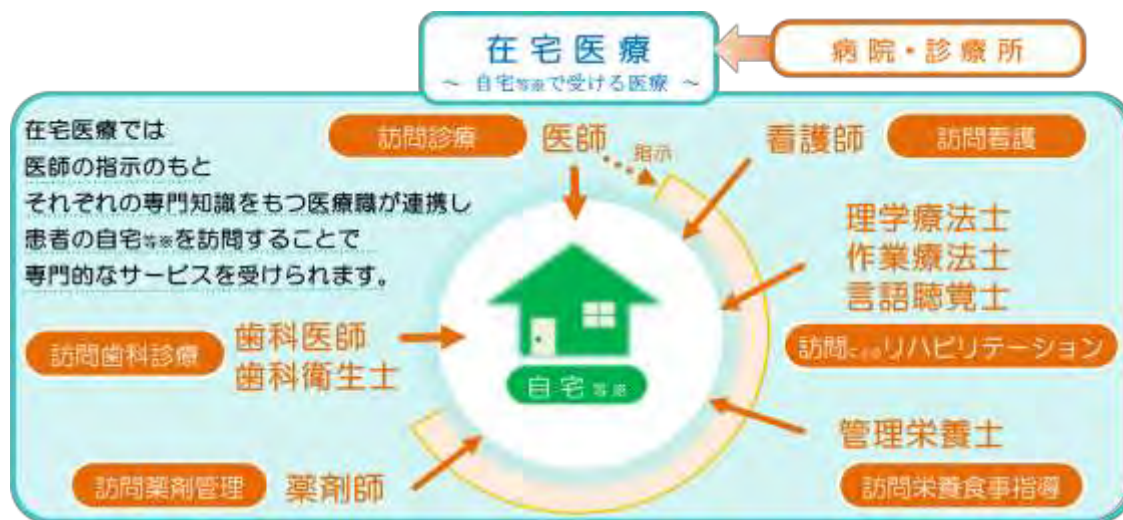 在宅医療
～ 自宅等※で受ける医療 ～
病院・診療所
在宅医療では
医師の指示のもと
それぞれの専門知識をもつ医療職が連携し
患者の自宅等※を訪問することで
専門的なサービスを受けられます。
訪問診療
医師
指示
看護師
訪問看護
理学療法士
作業療法士
言語聴覚士
訪問によるリハビリテーション
歯科医師
歯科衛生士
訪問歯科診療
自宅等※
管理栄養士
訪問栄養食事指導
訪問薬剤管理
薬剤師